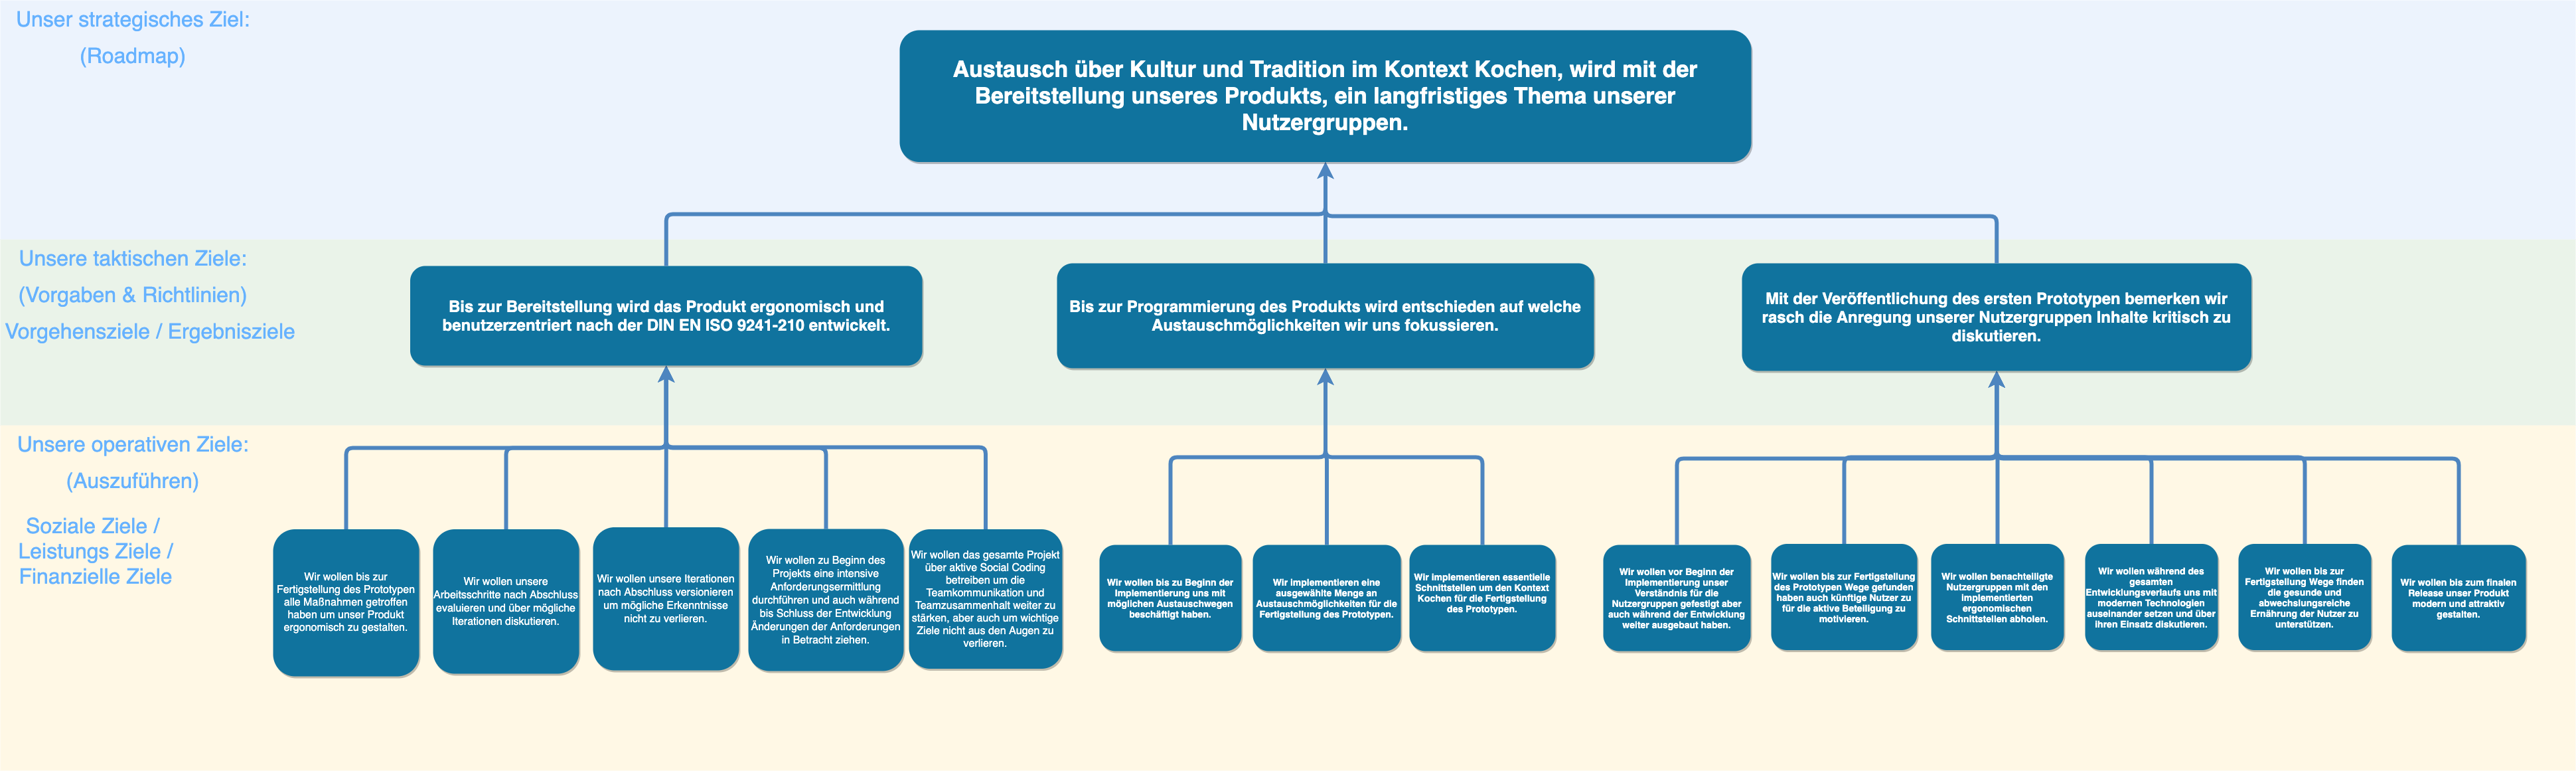 Unser strategisches Ziel:
(Roadmap)
Austausch über Kultur und Tradition im Kontext Kochen, wird mit der
Bereitstellung unseres Produkts, ein langfristiges Thema unserer
Nutzergruppen.
Unsere taktischen Ziele:
(Vorgaben & Richtlinien)
Vorgehensziele / Ergebnisziele
Bis zur Bereitstellung wird das Produkt ergonomisch und
benutzerzentriert nach der DIN EN ISO 9241-210 entwickelt.
Bis zur Programmierung des Produkts wird entschieden auf welche
Austauschmöglichkeiten wir uns fokussieren.
Mit der Veröffentlichung des ersten Prototypen bemerken wir
rasch die Anregung unserer Nutzergruppen Inhalte kritisch zu
diskutieren.
Unsere operativen Ziele:
(Auszuführen)
Soziale Ziele /
Leistungs Ziele /
Finanzielle Ziele
Wir wollen bis zur
Fertigstellung des Prototypen
alle Maßnahmen getroffen
haben um unser Produkt
ergonomisch zu gestalten.
Wir wollen unsere
Arbeitsschritte nach Abschluss
evaluieren und über mögliche
Iterationen diskutieren.
Wir wollen unsere Iterationen
nach Abschluss versionieren
um mögliche Erkenntnisse
nicht zu verlieren.
Wir wollen zu Beginn des
Projekts eine intensive
Anforderungsermittlung
durchführen und auch während
bis Schluss der Entwicklung
Änderungen der Anforderungen
in Betracht ziehen.
Wir wollen das gesamte Projekt
über aktive Social Coding
betreiben um die
Teamkommunikation und
Teamzusammenhalt weiter zu
stärken, aber auch um wichtige
Ziele nicht aus den Augen zu
verlieren.
Wir wollen bis zu Beginn der
Implementierung uns mit
möglichen Austauschwegen
beschäftigt haben.
Wir implementieren eine
ausgewählte Menge an
Austauschmöglichkeiten für die
Fertigstellung des Prototypen.
Wir implementieren essentielle
Schnittstellen um den Kontext
Kochen für die Fertigstellung
des Prototypen.
Wir wollen vor Beginn der
Implementierung unser
Verständnis für die
Nutzergruppen gefestigt aber
auch während der Entwicklung
weiter ausgebaut haben.
Wir wollen bis zur Fertigstellung
des Prototypen Wege gefunden
haben auch künftige Nutzer zu
für die aktive Beteiligung zu
motivieren.
Wir wollen benachteiligte
Nutzergruppen mit den
implementierten
ergonomischen
Schnittstellen abholen.
Wir wollen während des
gesamten
Entwicklungsverlaufs uns mit
modernen Technologien
auseinander setzen und über
ihren Einsatz diskutieren.
Wir wollen bis zur
Fertigstellung Wege finden
die gesunde und
abwechslungsreiche
Ernährung der Nutzer zu
unterstützen.
Wir wollen bis zum finalen
Release unser Produkt
modern und attraktiv
gestalten.